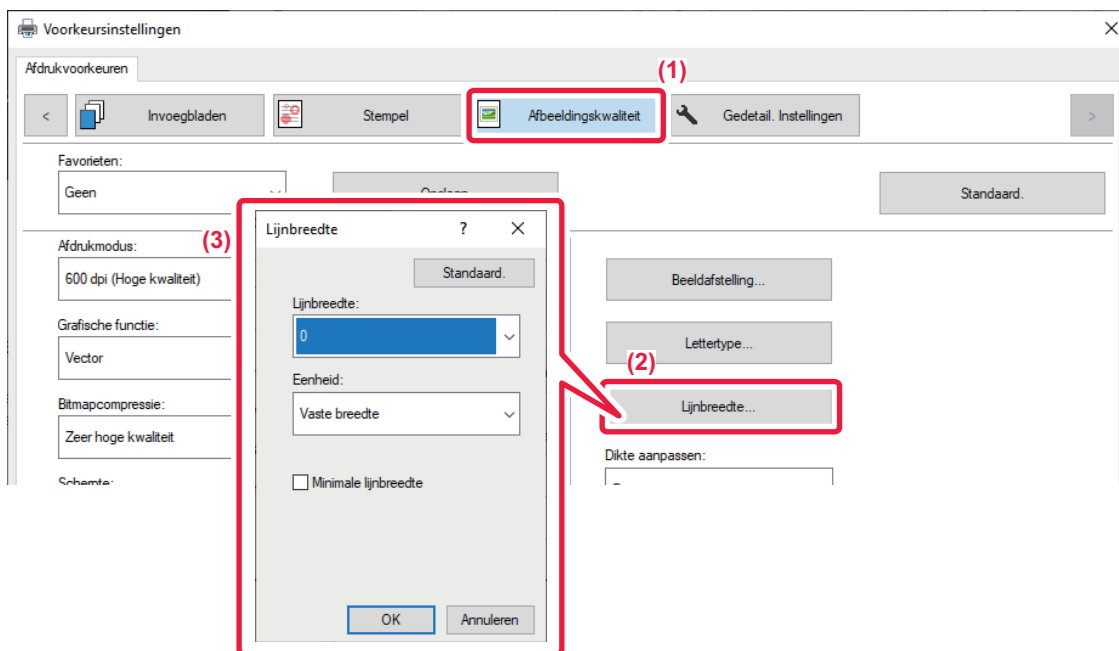 Voorkeursinstellingen
Afdrukvoorkeuren
(1)
< Invoegbladen Stempel Afbeeldingskwaliteit Gedetail. Instellingen >
Favorieten:
Geen
Standaard.
Afdrukmodus:
600 dpi (Hoge kwaliteit)
Grafische functie:
Vector
Bitmapcompressie:
Zeer hoge kwaliteit
Scherpte:
(3)
Lijnbreedte ?
Standaard.
Lijnbreedte:
0
Eenheid:
Vaste breedte
Minimale lijnbreedte
OK Annuleren
Beeldafstelling...
Lettertype...
(2)
Lijnbreedte...
Dikte aanpassen: